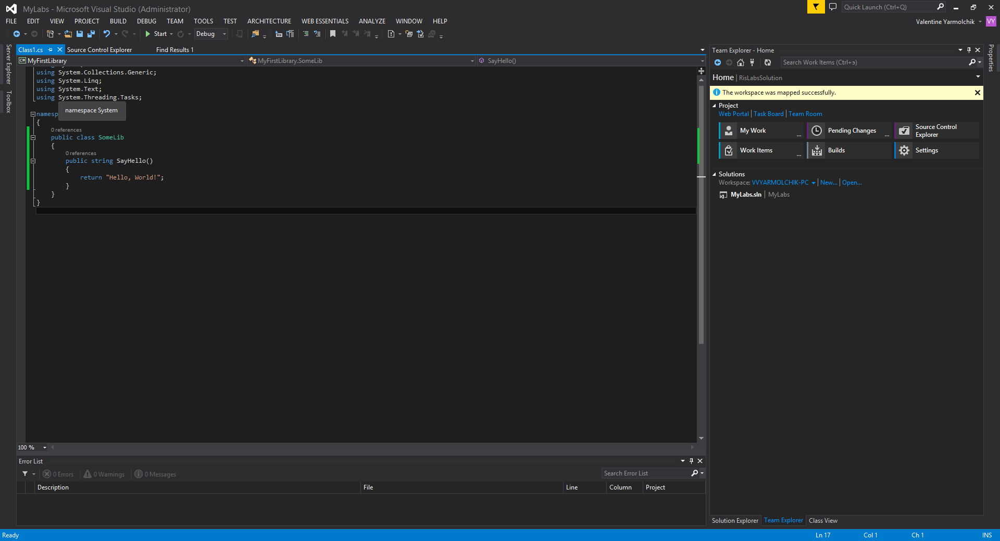 MyLabs - Microsoft Visual Studio (Administrator)
Quick Launch (Ctrl+Q)
FILE EDIT VIEW PROJECT BUILD DEBUG TEAM TOOLS TEST ARCHITECTURE WEB ESSENTIALS ANALYZE WINDOW HELP
Valentine Yarmolchik VY
Start Debug
Server Explorer
Toolbox
Class1.cs Source Control Explorer Find Results 1
C# MyFirstLibrary MyFirstLibrary.SomeLib SayHello()
using System.Collections.Generic;
using System.Linq;
using System.Text;
using System.Threading.Tasks;
namesp
namespace System
{
0 references
public class SomeLib
{
0 references
public string SayHello()
{
return "Hello, World!";
}
}
}
100 %
Error List
0 Errors 0 Warnings 0 Messages
Search Error List
Description File Line Column Project
Team Explorer - Home
Search Work Items (Ctrl+э)
Home | RisLabsSolution
The workspace was mapped successfully.
Project
Web Portal | Task Board | Team Room
My Work ...
Pending Changes ...
Source Control
Explorer
Work Items ...
Builds
Settings
Solutions
Workspace: VVYARMOLCHIK-PC | New... | Open...
MyLabs.sln | MyLabs
Solution Explorer Team Explorer Class View
Properties
Ready Ln 17 Col 1 Ch 1 INS